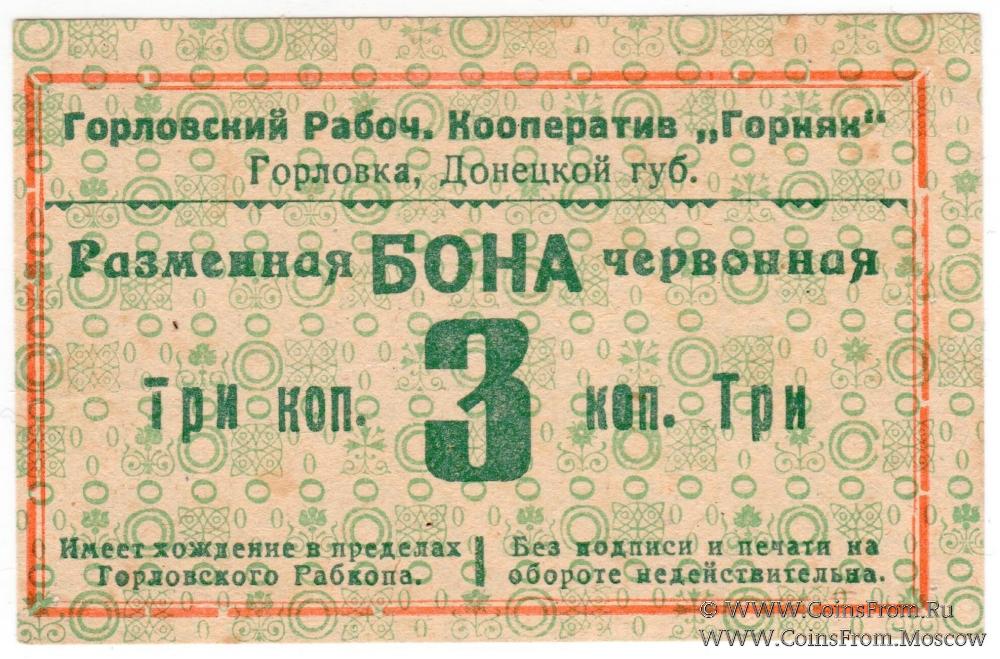 Горловский Рабоч. Кооператив „Горняк"
Горловка, Донецкой губ.
Разменная БОНА червонная
Три коп. 3 коп. Три
Имеет хождение в пределах
Горловского Рабкопа.
Без подписи и печати на
обороте недействительна.
© WWW.CoinsFrom.Ru
WWW.CoinsFrom.Moscow